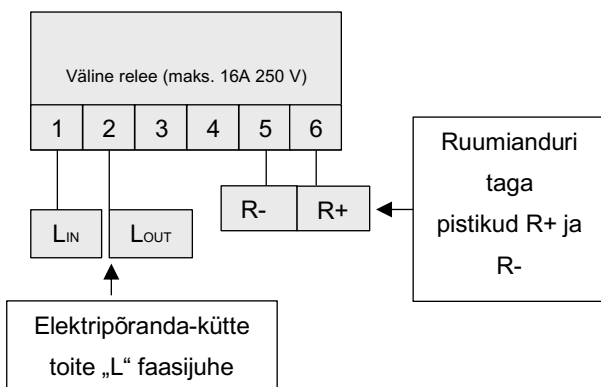 Väline relee (maks. 16A 250 V)
1 2 3 4 5 6
LIN LOUT
R- R+
Ruumianduri
taga
pistikud R+ ja
R-
Elektripõranda-kütte
toite „L“ faasijuhe